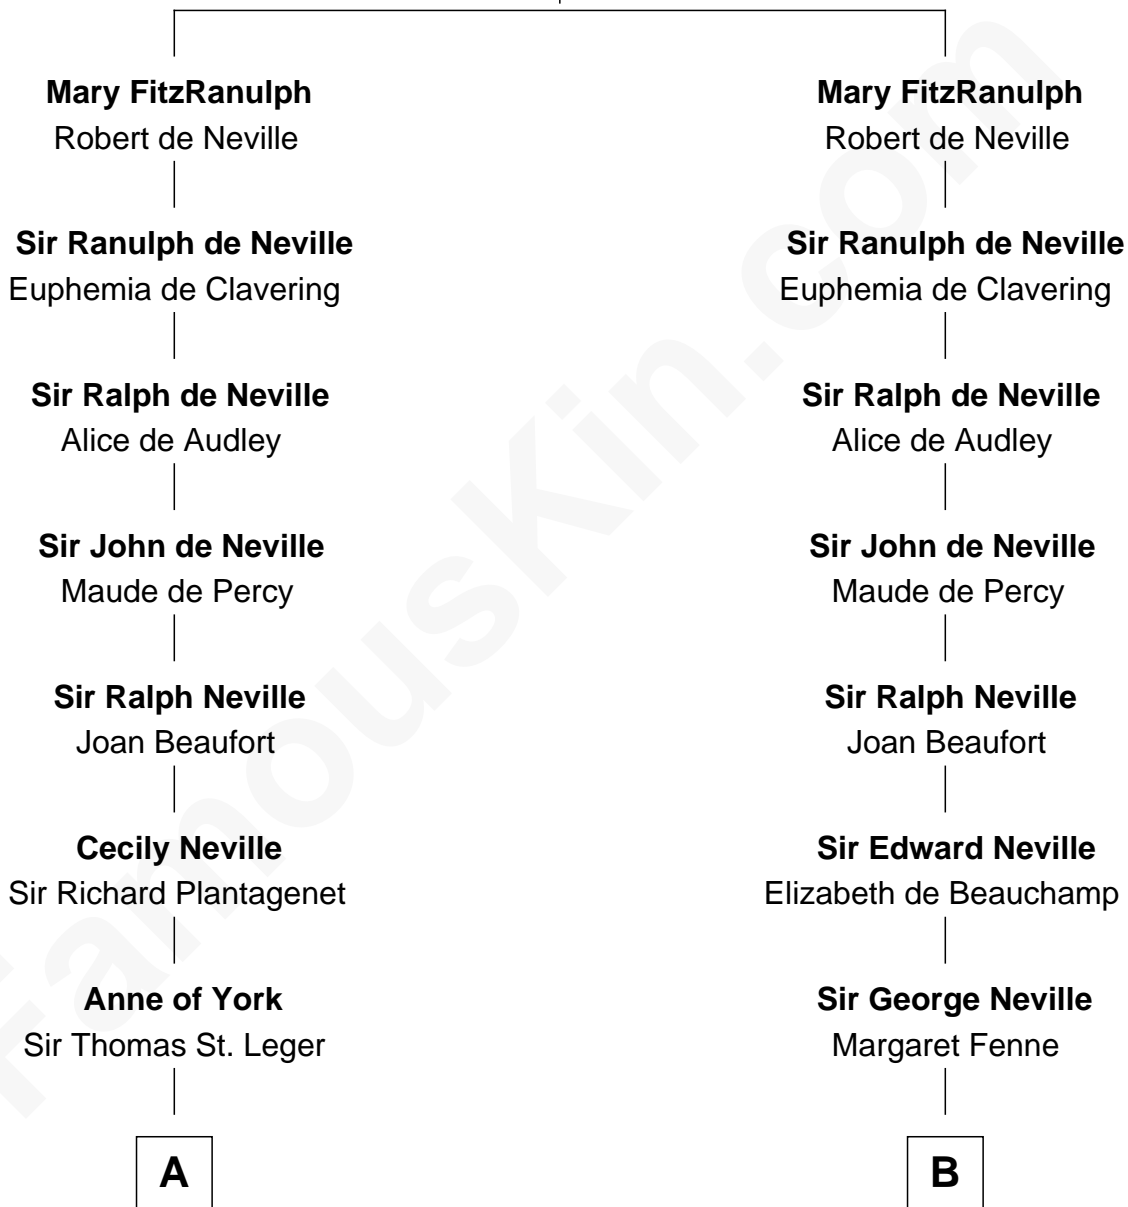 Mary FitzRanulph
Robert de Neville
Sir Ranulph de Neville
Euphemia de Clavering
Sir Ralph de Neville
Alice de Audley
Sir John de Neville
Maude de Percy
Sir Ralph Neville
Joan Beaufort
Cecily Neville
Sir Richard Plantagenet
Anne of York
Sir Thomas St. Leger
A
Mary FitzRanulph
Robert de Neville
Sir Ranulph de Neville
Euphemia de Clavering
Sir Ralph de Neville
Alice de Audley
Sir John de Neville
Maude de Percy
Sir Ralph Neville
Joan Beaufort
Sir Edward Neville
Elizabeth de Beauchamp
Sir George Neville
Margaret Fenne
B
FamousKin.com